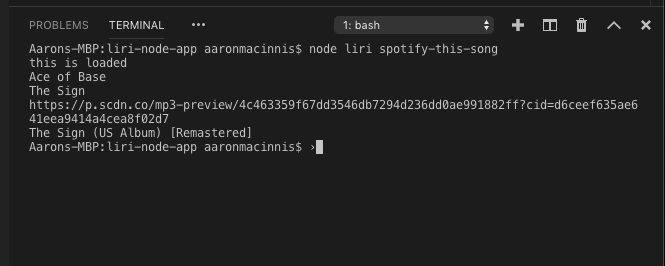 PROBLEMS TERMINAL ••• 1: bash
Aarons-MBP:liri-node-app aaronmacinnis$ node liri spotify-this-song
this is loaded
Ace of Base
The Sign
https://p.scdn.co/mp3-preview/4c463359f67dd3546db7294d236dd0ae991882ff?cid=d6ceef635ae6
41eea9414a4cea8f02d7
The Sign (US Album) [Remastered]
Aarons-MBP:liri-node-app aaronmacinnis$ ›